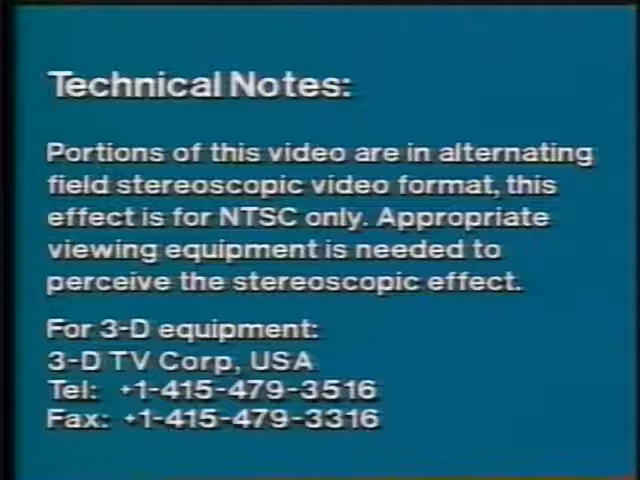 Technical Notes:
Portions of this video are in alternating
field stereoscopic video format, this
effect is for NTSC only. Appropriate
viewing equipment is needed to
perceive the stereoscopic effect.
For 3-D equipment:
3-D TV Corp, USA
Tel: +1-415-479-3516
Fax: +1-415-479-3316